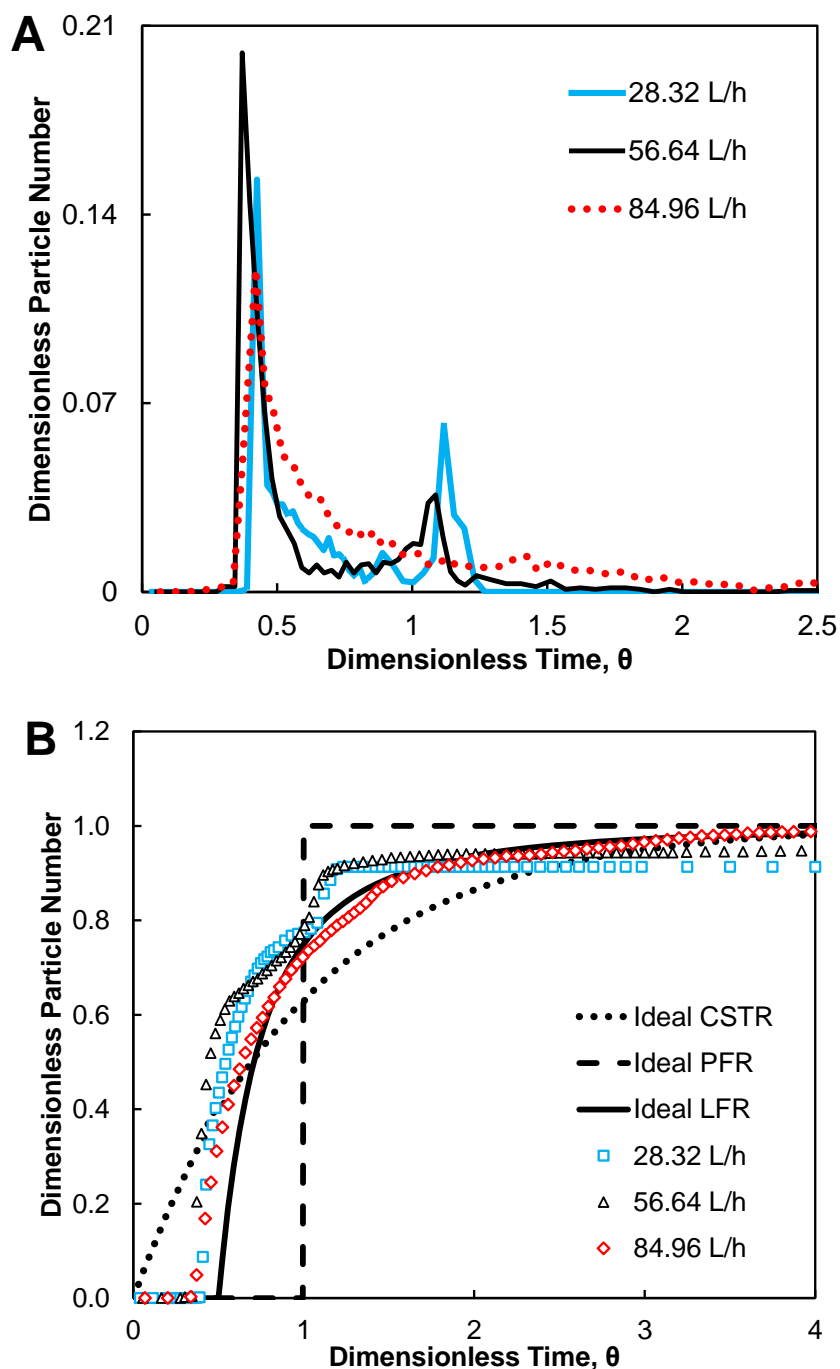 A
0.21
0.14
0.07
0
Dimensionless Particle Number
28.32 L/h
56.64 L/h
84.96 L/h
0 0.5 1 1.5 2 2.5
Dimensionless Time, θ
B
1.2
1.0
0.8
0.6
0.4
0.2
0.0
Dimensionless Particle Number
Ideal CSTR
Ideal PFR
Ideal LFR
28.32 L/h
56.64 L/h
84.96 L/h
0 1 2 3 4
Dimensionless Time, θ